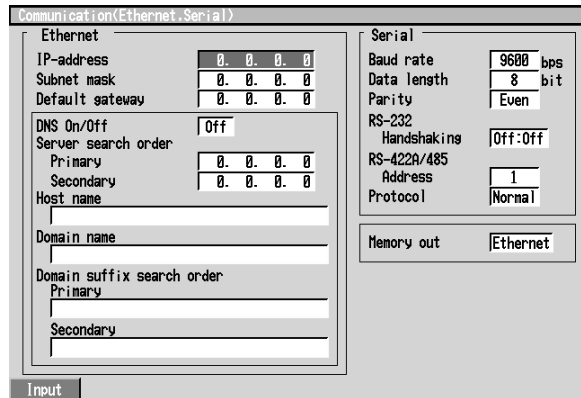 Communication(Ethernet.Serial)
Ethernet
IP-address 0. 0. 0. 0
Subnet mask 0. 0. 0. 0
Default gateway 0. 0. 0. 0
DNS On/Off Off
Server search order
Primary 0. 0. 0. 0
Secondary 0. 0. 0. 0
Host name
Domain name
Domain suffix search order
Primary
Secondary
Serial
Baud rate 9600 bps
Data length 8 bit
Parity Even
RS-232
Handshaking Off:Off
RS-422A/485
Address 1
Protocol Normal
Memory out Ethernet
Input